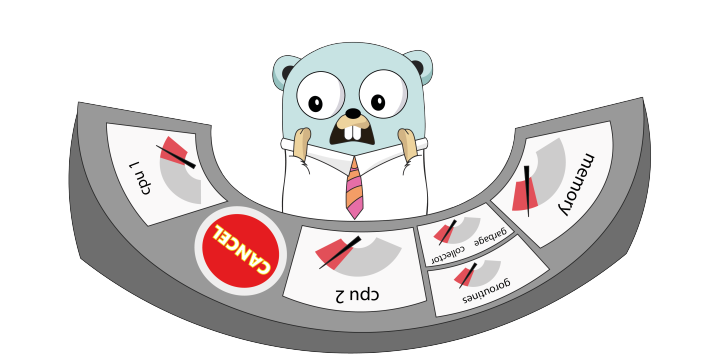 cpu 1
CANCEL
cpu 2
garbage
collector
goroutines
memory